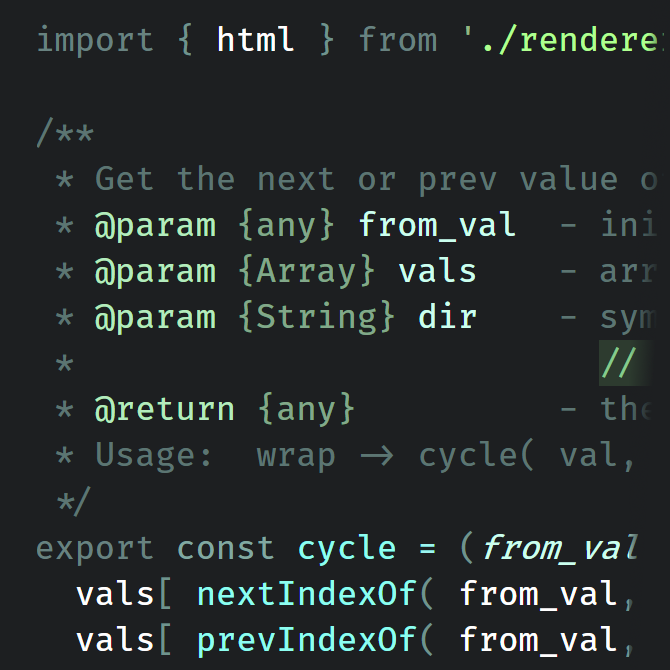 import { html } from './rendere
/**
 * Get the next or prev value o
 * @param {any} from_val  - ini
 * @param {Array} vals    - arr
 * @param {String} dir    - sym
 *                          //
 * @return {any}          - the
 * Usage:  wrap -> cycle( val,
 */
export const cycle = (from_val
  vals[ nextIndexOf( from_val,
  vals[ prevIndexOf( from_val,